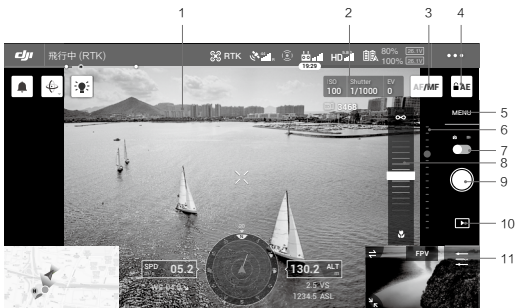 1 2 3 4
dji 飛行中 (RTK) RTK HD 80% 26.1V
100% 26.1V
19:29
ISO Shutter EV
100 1/1000 0
AF/MF AE
3468
MENU
5
6
7
8
9
10
11
FPV
SPD 05.2
m/s
130.2 ALT
m
2.5 VS
1234.5 ASL
N
H